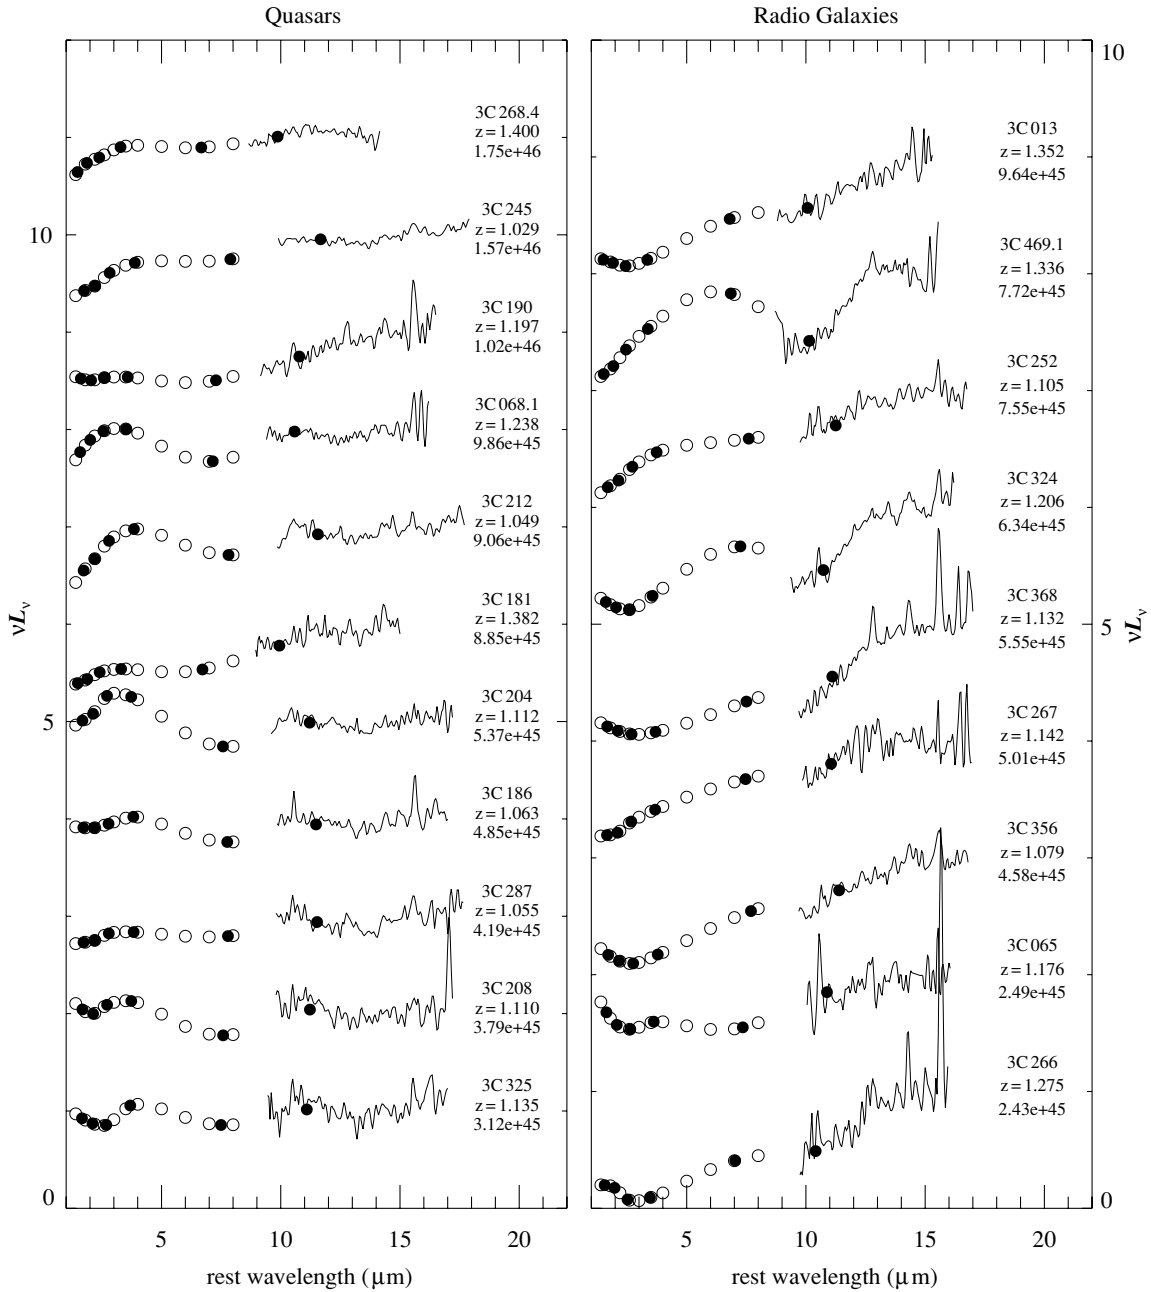 Quasars
3C 268.4
z = 1.400
1.75e+46
3C 245
z = 1.029
1.57e+46
3C 190
z = 1.197
1.02e+46
3C 068.1
z = 1.238
9.86e+45
3C 212
z = 1.049
9.06e+45
3C 181
z = 1.382
8.85e+45
3C 204
z = 1.112
5.37e+45
3C 186
z = 1.063
4.85e+45
3C 287
z = 1.055
4.19e+45
3C 208
z = 1.110
3.79e+45
3C 325
z = 1.135
3.12e+45
10
5
0
νLν
5 10 15 20
rest wavelength (μm)
Radio Galaxies
3C 013
z = 1.352
9.64e+45
3C 469.1
z = 1.336
7.72e+45
3C 252
z = 1.105
7.55e+45
3C 324
z = 1.206
6.34e+45
3C 368
z = 1.132
5.55e+45
3C 267
z = 1.142
5.01e+45
3C 356
z = 1.079
4.58e+45
3C 065
z = 1.176
2.49e+45
3C 266
z = 1.275
2.43e+45
10
5
0
νLν
5 10 15 20
rest wavelength (μm)